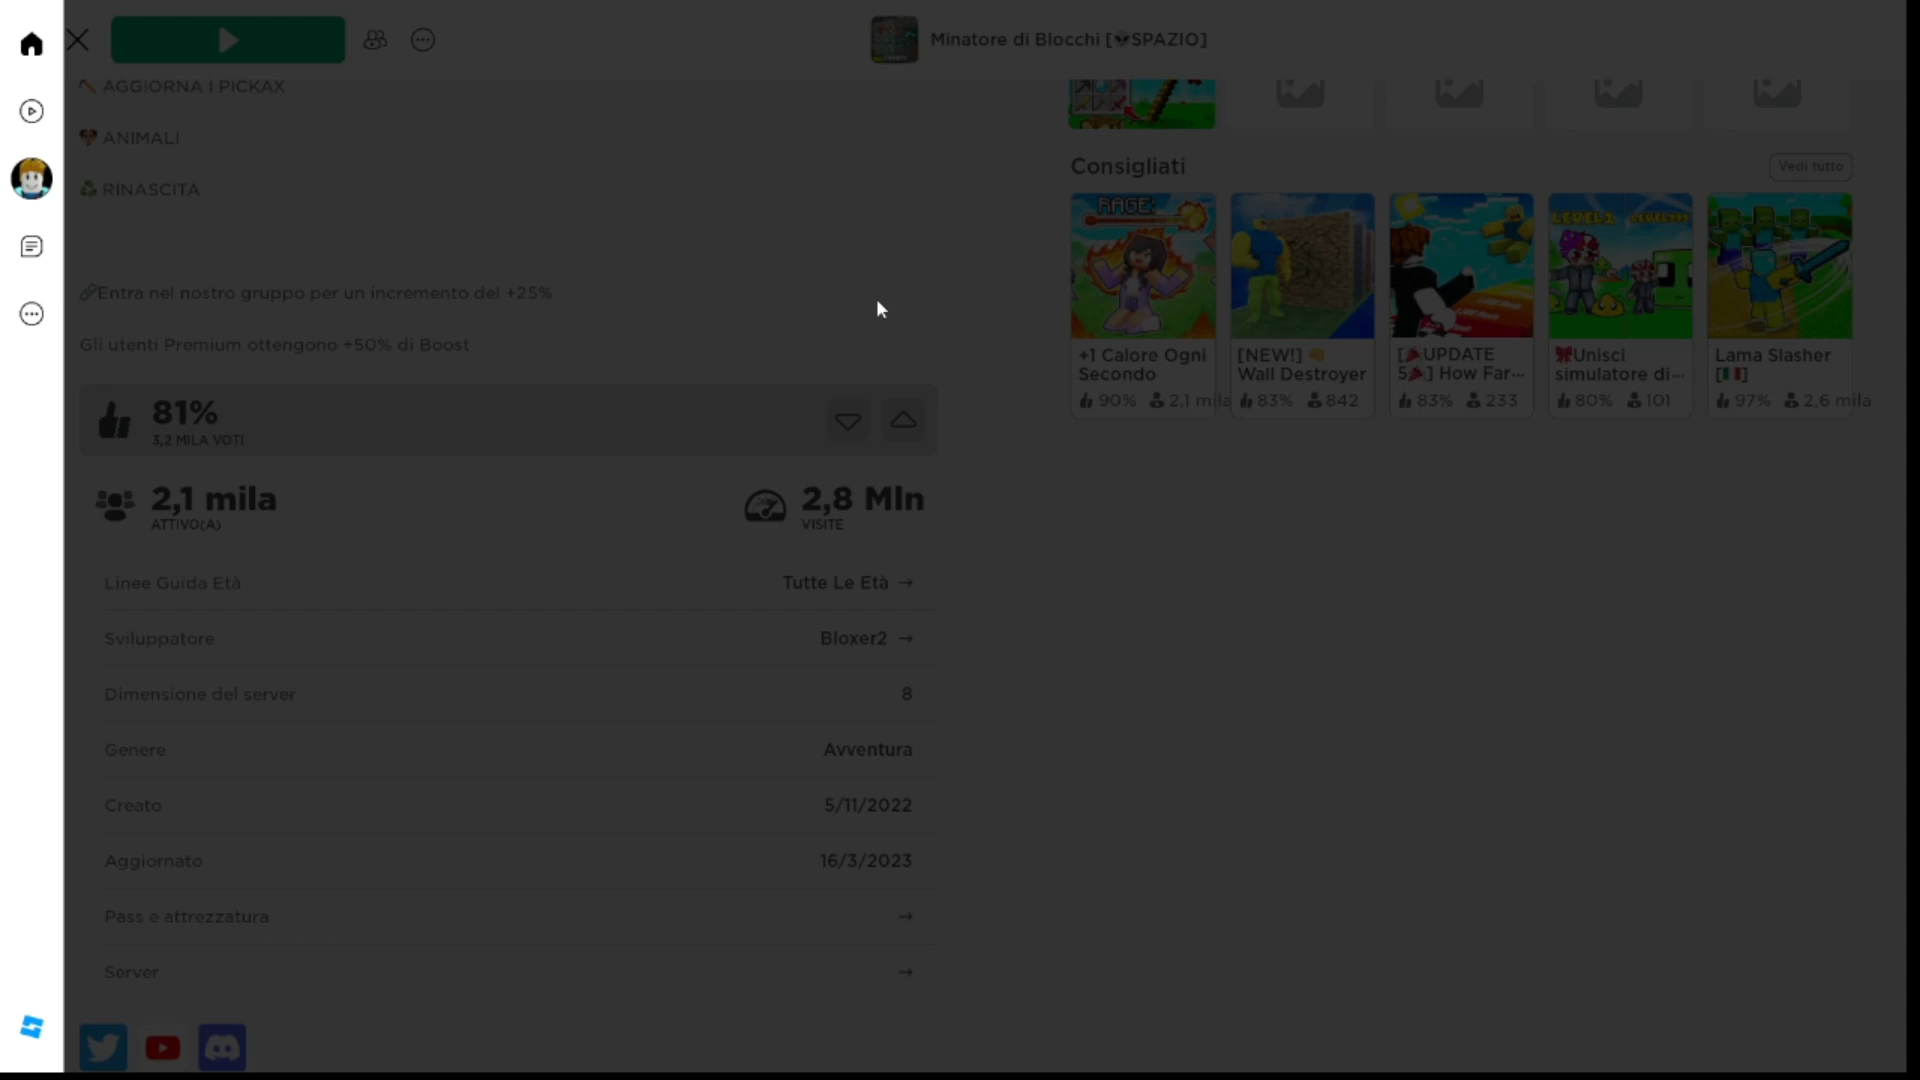 Minatore di Blocchi [👽SPAZIO]
AGGIORNA I PICKAX
ANIMALI
RINASCITA
🔗Entra nel nostro gruppo per un incremento del +25%
Gli utenti Premium ottengono +50% di Boost
81%
3,2 MILA VOTI
2,1 mila
ATTIVO(A)
2,8 Mln
VISITE
Linee Guida Età
Tutte Le Età →
Sviluppatore
Bloxer2 →
Dimensione del server
8
Genere
Avventura
Creato
5/11/2022
Aggiornato
16/3/2023
Pass e attrezzatura
→
Server
→
Consigliati
Vedi tutto
RAGE:
+1 Calore Ogni
Secondo
90% 2,1 mila
[NEW!] 👊
Wall Destroyer
83% 842
[🎉UPDATE
5🎉] How Far...
83% 233
LEVEL 1 LEVEL 999
🎀Unisci
simulatore di...
80% 101
Lama Slasher
[🇮🇹]
97% 2,6 mila